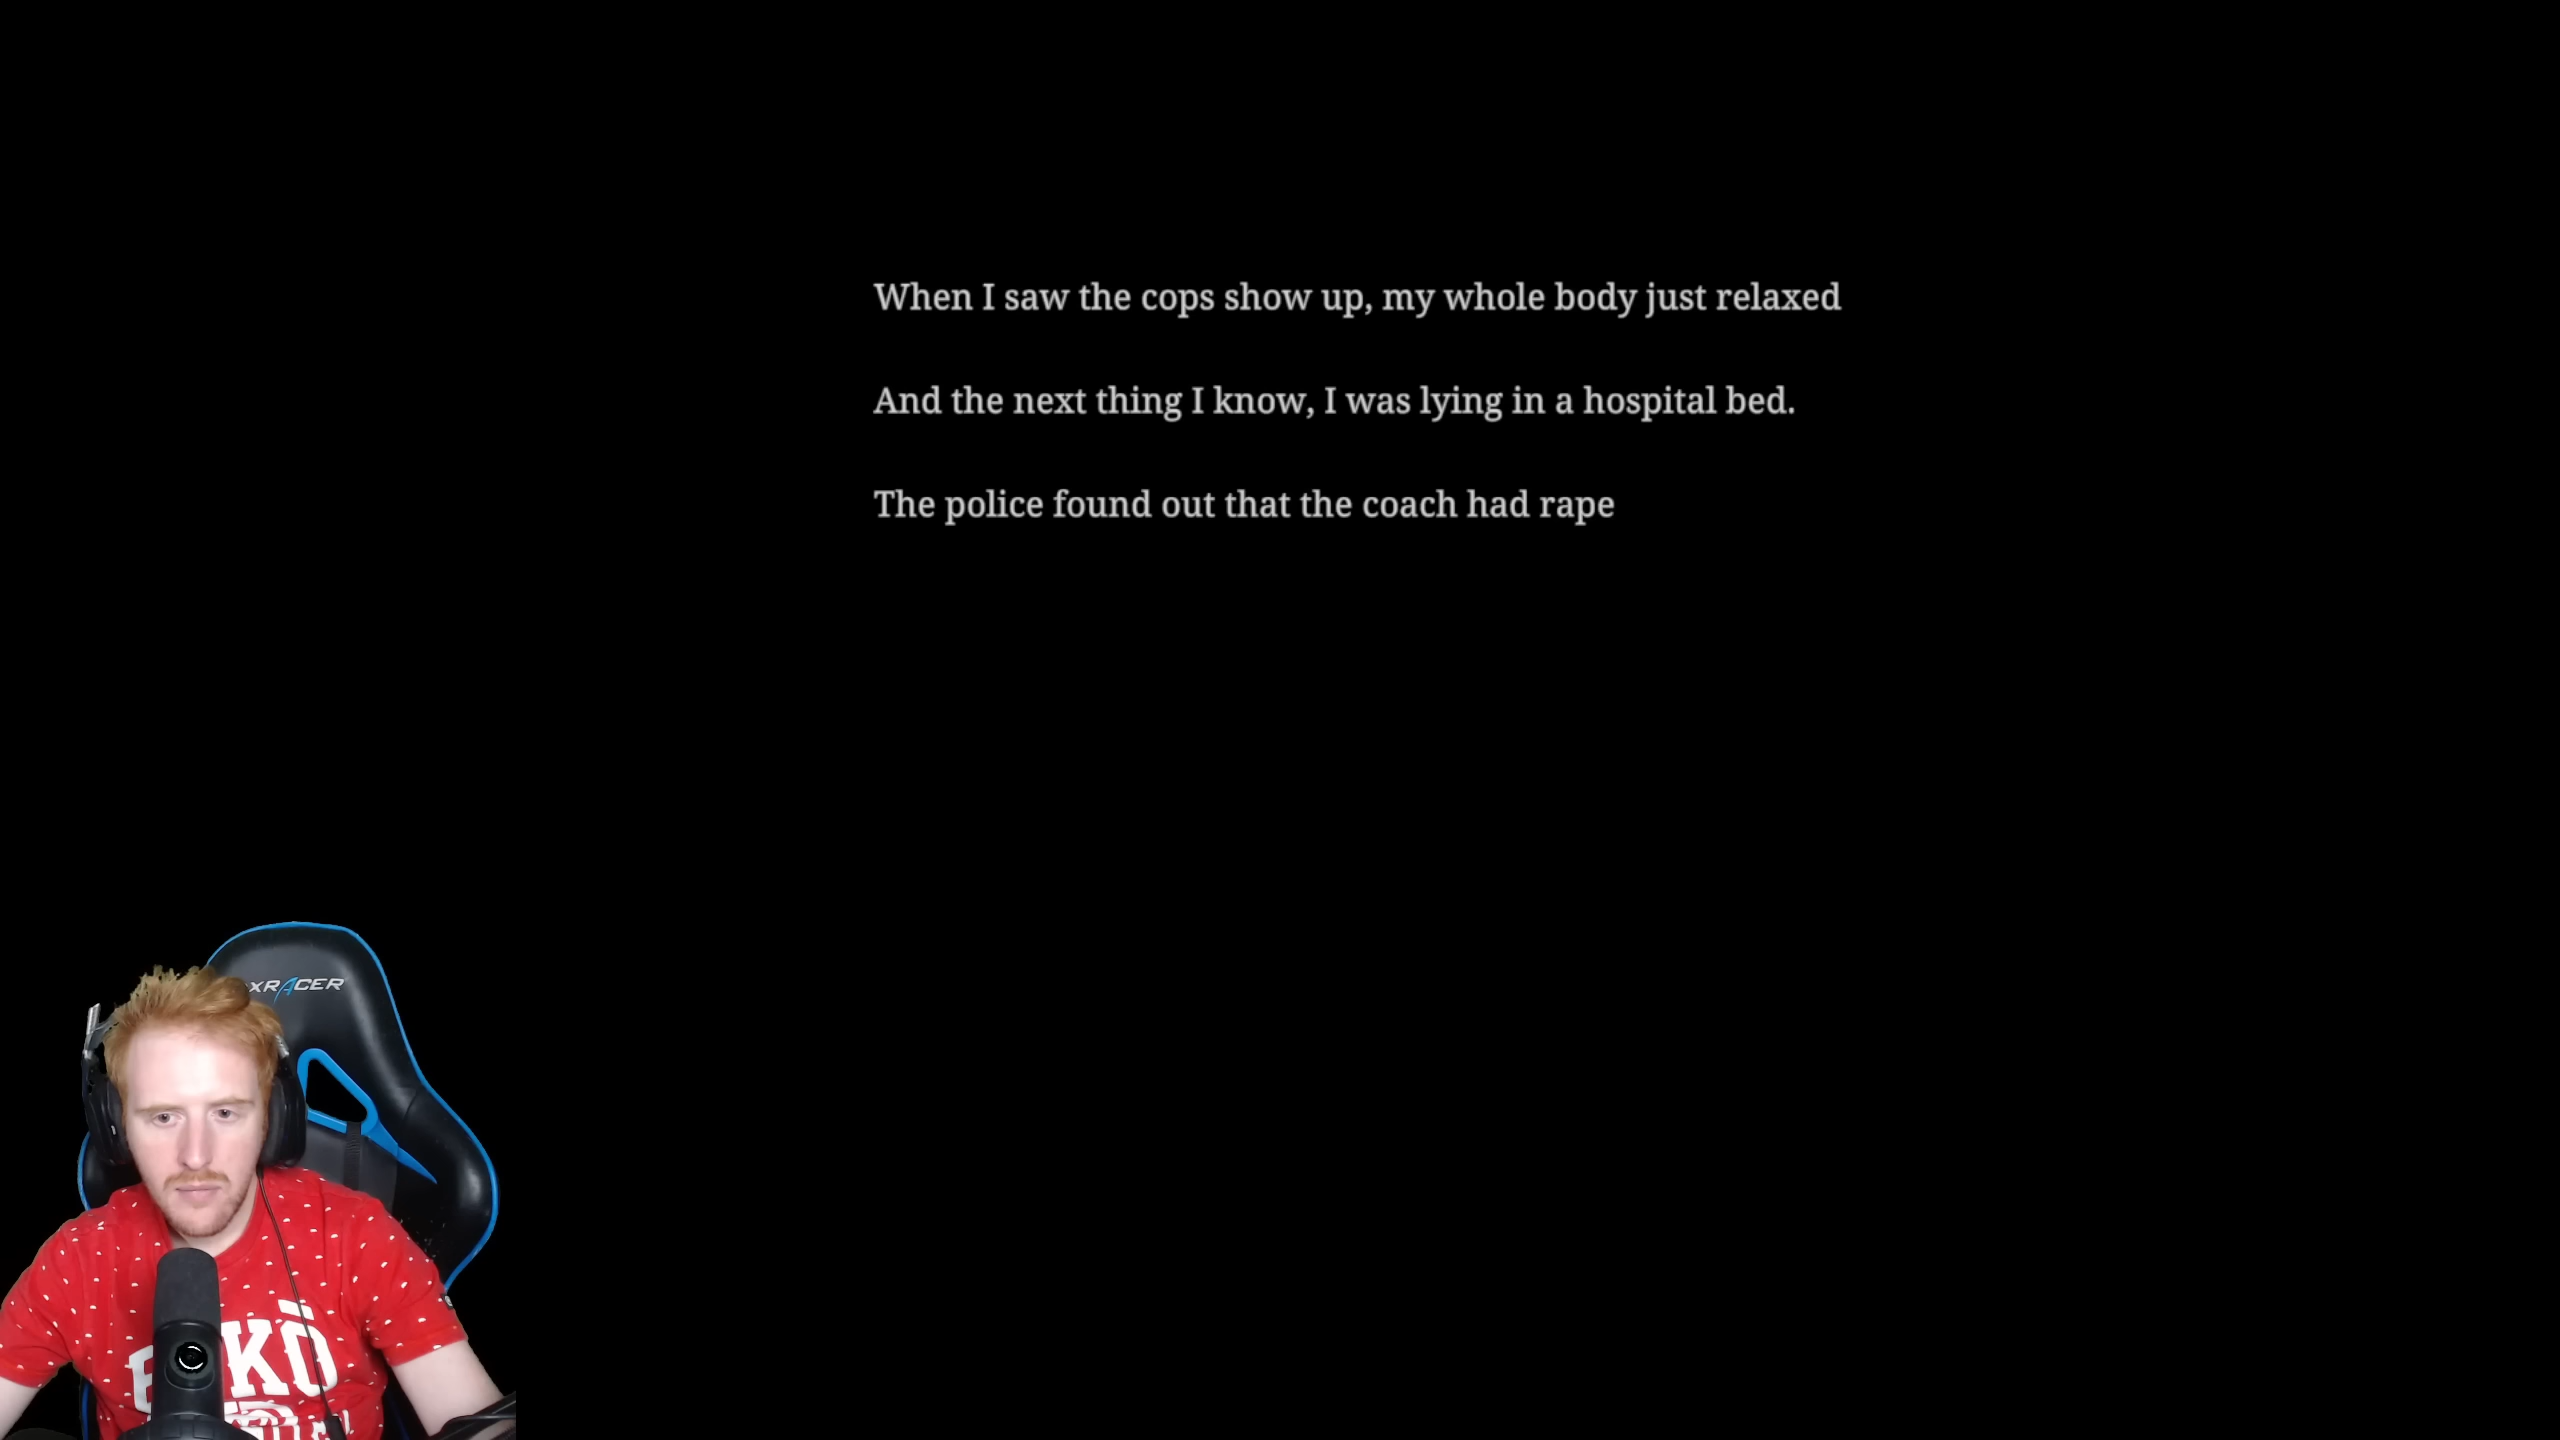 When I saw the cops show up, my whole body just relaxed
And the next thing I know, I was lying in a hospital bed.
The police found out that the coach had rape
XRACER
KŌ